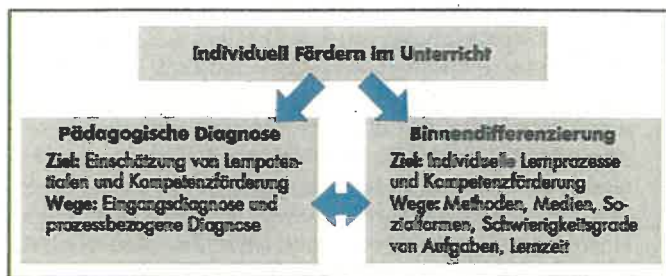 Individuell Fördern im Unterricht
Pädagogische Diagnose
Ziel: Einschätzung von Lernpoten-
tialen und Kompetenzförderung
Wege: Eingangsdiagnose und
prozessbezogene Diagnose
Binnendifferenzierung
Ziel: Individuelle Lernprozesse
und Kompetenzförderung
Wege: Methoden, Medien, So-
zialformen, Schwierigkeitsgrade
von Aufgaben, Lernzeit